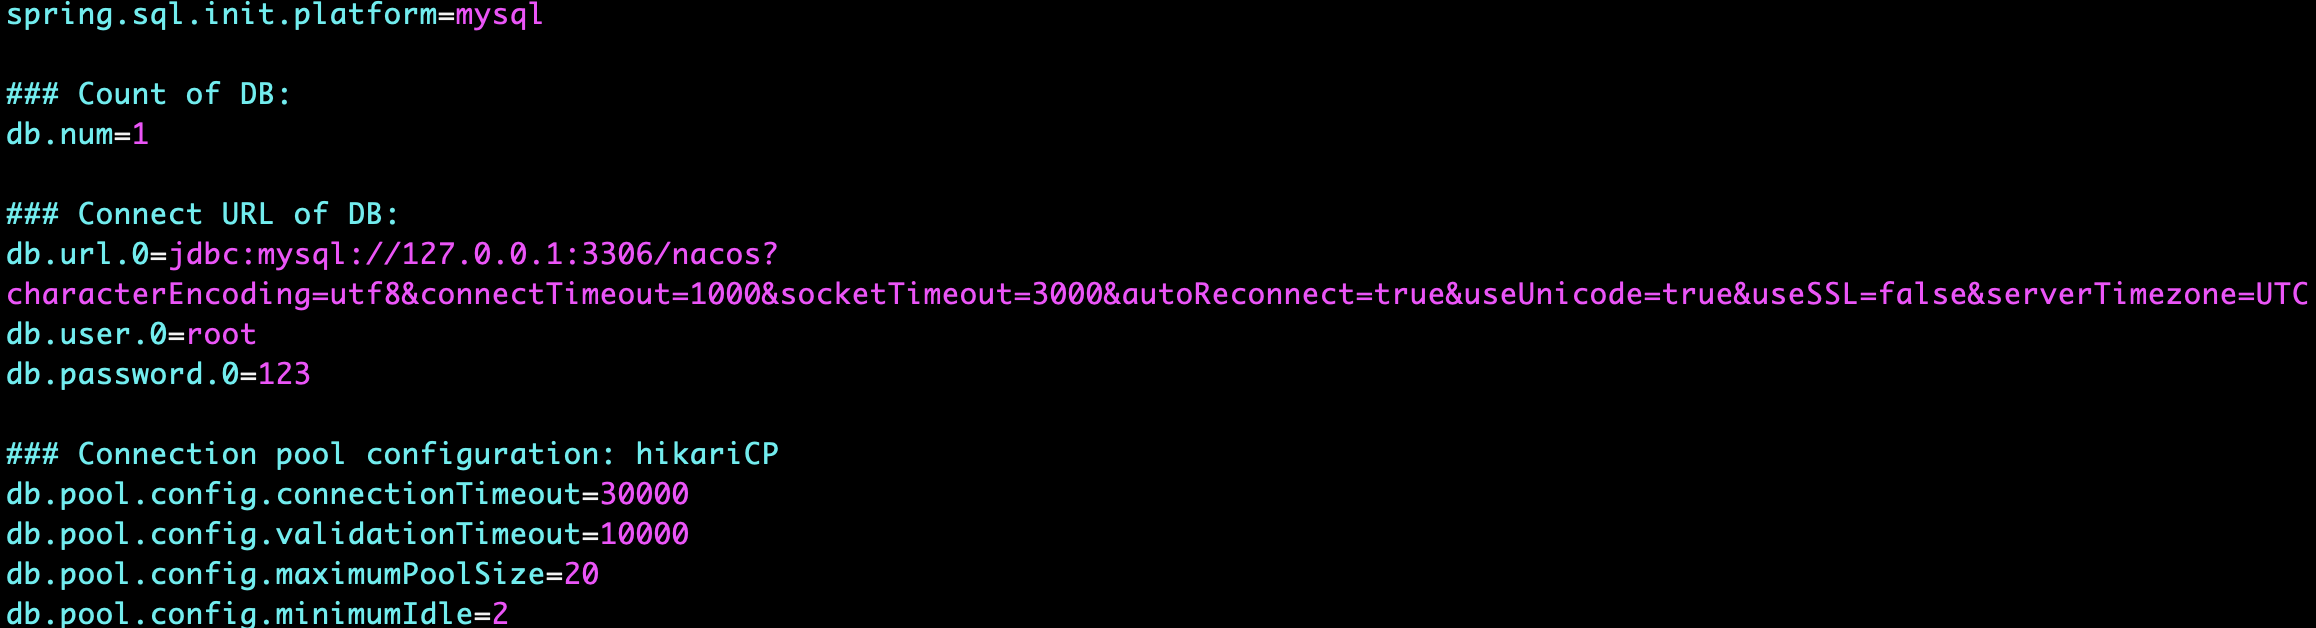 spring.sql.init.platform=mysql
### Count of DB:
db.num=1
### Connect URL of DB:
db.url.0=jdbc:mysql://127.0.0.1:3306/nacos?
characterEncoding=utf8&connectTimeout=1000&socketTimeout=3000&autoReconnect=true&useUnicode=true&useSSL=false&serverTimezone=UTC
db.user.0=root
db.password.0=123
### Connection pool configuration: hikariCP
db.pool.config.connectionTimeout=30000
db.pool.config.validationTimeout=10000
db.pool.config.maximumPoolSize=20
db.pool.config.minimumIdle=2